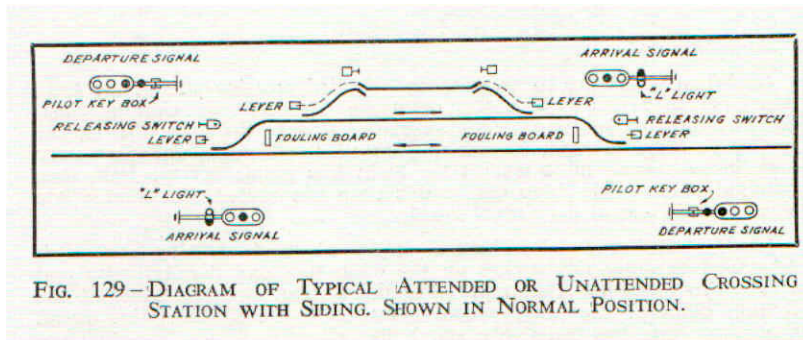 DEPARTURE SIGNAL
ARRIVAL SIGNAL
PILOT KEY BOX
LEVER
LEVER
"L" LIGHT
RELEASING SWITCH
LEVER
FOULING BOARD
FOULING BOARD
RELEASING SWITCH
LEVER
"L" LIGHT
PILOT KEY BOX
ARRIVAL SIGNAL
DEPARTURE SIGNAL
FIG. 129–DIAGRAM OF TYPICAL ATTENDED OR UNATTENDED CROSSING
STATION WITH SIDING. SHOWN IN NORMAL POSITION.